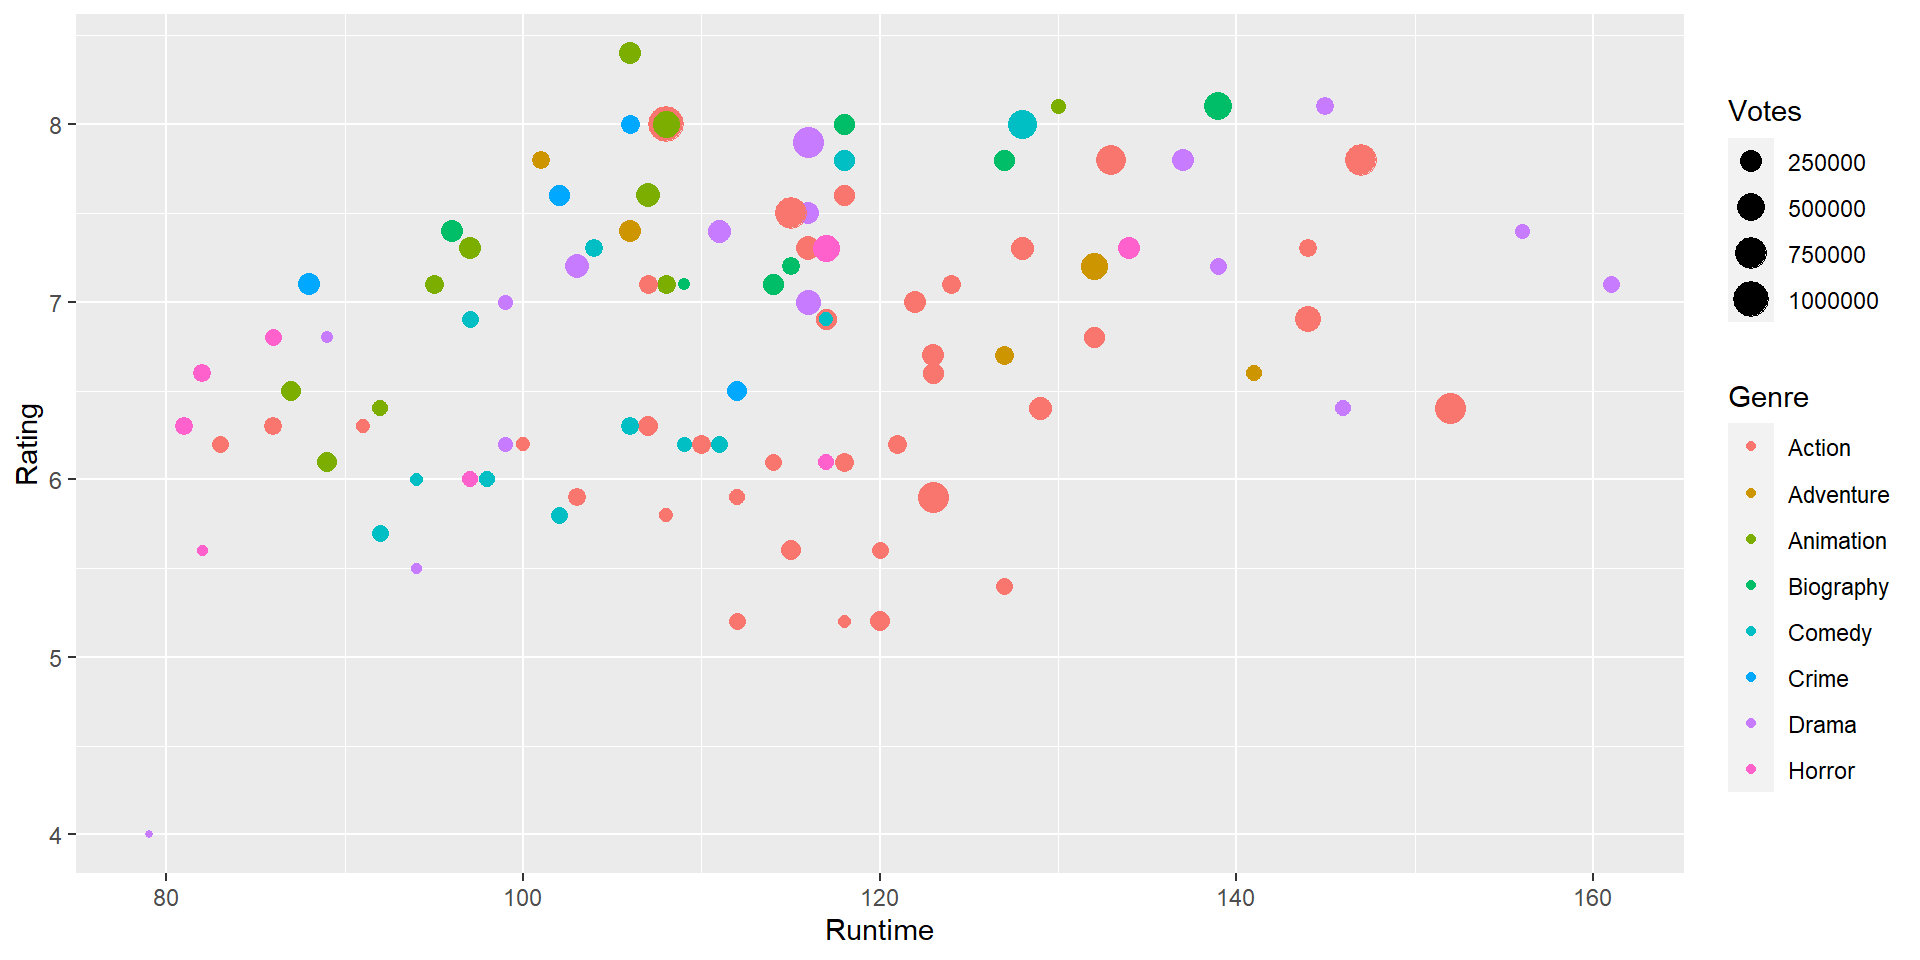 8
7
6
5
4
Rating
80
100
120
140
160
Runtime
Votes
250000
500000
750000
1000000
Genre
Action
Adventure
Animation
Biography
Comedy
Crime
Drama
Horror